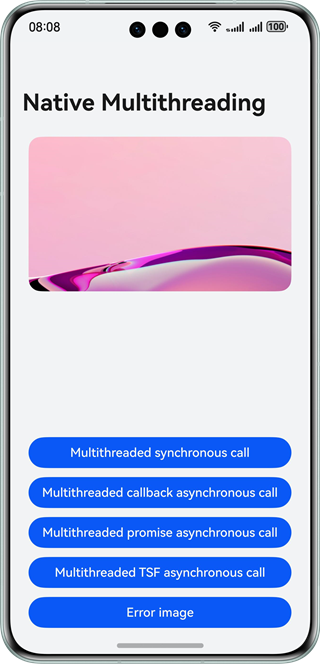 08:08
100
Native Multithreading
Multithreaded synchronous call
Multithreaded callback asynchronous call
Multithreaded promise asynchronous call
Multithreaded TSF asynchronous call
Error image